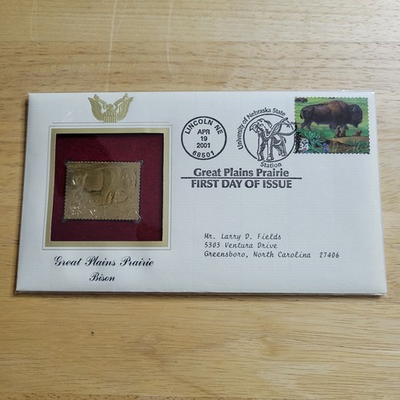 LINCOLN NE
APR
19
2001
68501
University of Nebraska State
Station
Great Plains Prairie
FIRST DAY OF ISSUE
Mr. Larry D. Fields
5303 Ventura Drive
Greensboro, North Carolina 27406
Great Plains Prairie
Bison